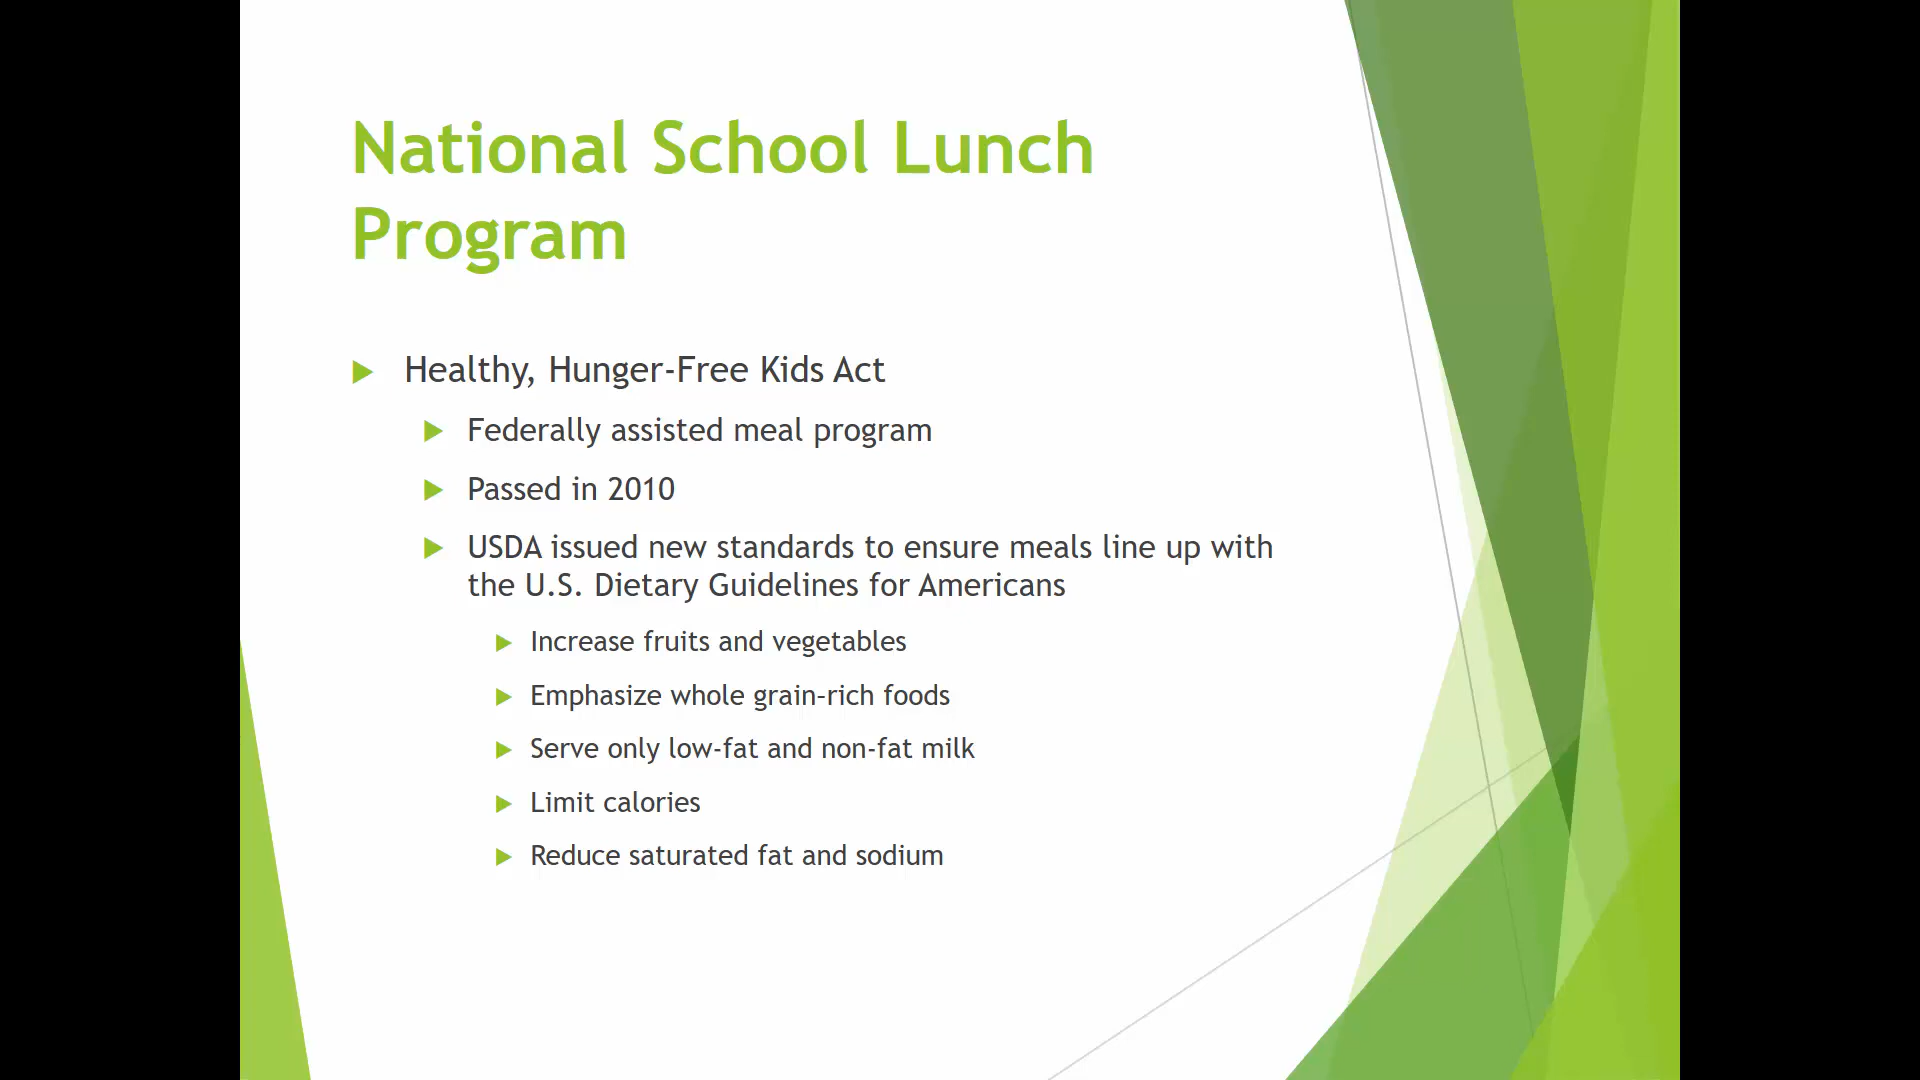 National School Lunch
Program
Healthy, Hunger-Free Kids Act
Federally assisted meal program
Passed in 2010
USDA issued new standards to ensure meals line up with
the U.S. Dietary Guidelines for Americans
Increase fruits and vegetables
Emphasize whole grain-rich foods
Serve only low-fat and non-fat milk
Limit calories
Reduce saturated fat and sodium